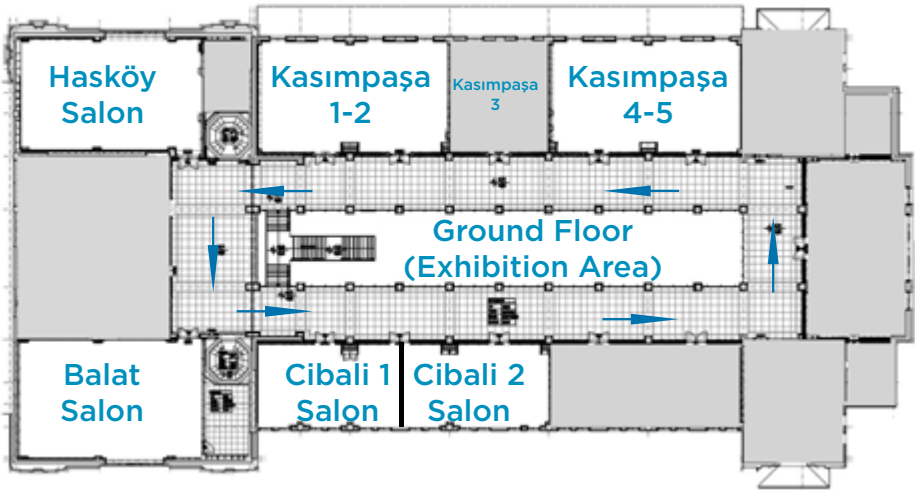 Hasköy
Salon
Kasımpaşa
1-2
Kasımpaşa
3
Kasımpaşa
4-5
Ground Floor
(Exhibition Area)
Balat
Salon
Cibali 1
Salon
Cibali 2
Salon